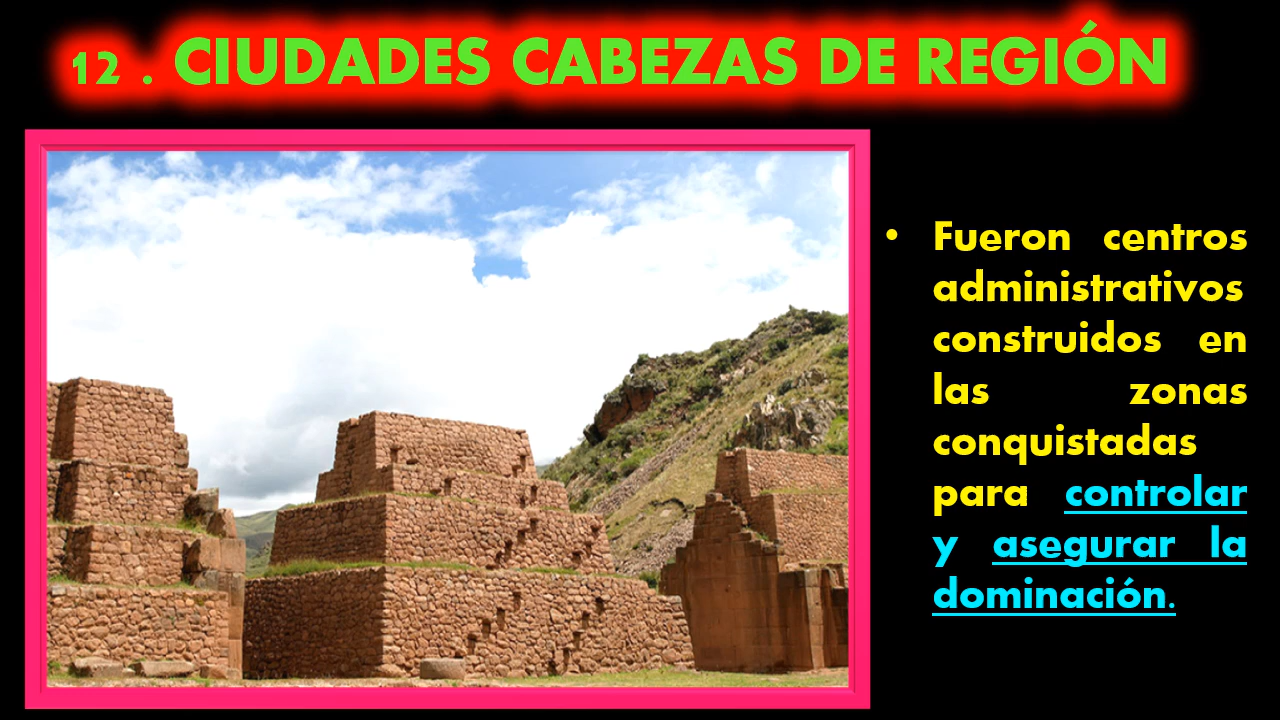 12 . CIUDADES CABEZAS DE REGIÓN
• Fueron centros
administrativos
construidos en
las zonas
conquistadas
para controlar
y asegurar la
dominación.